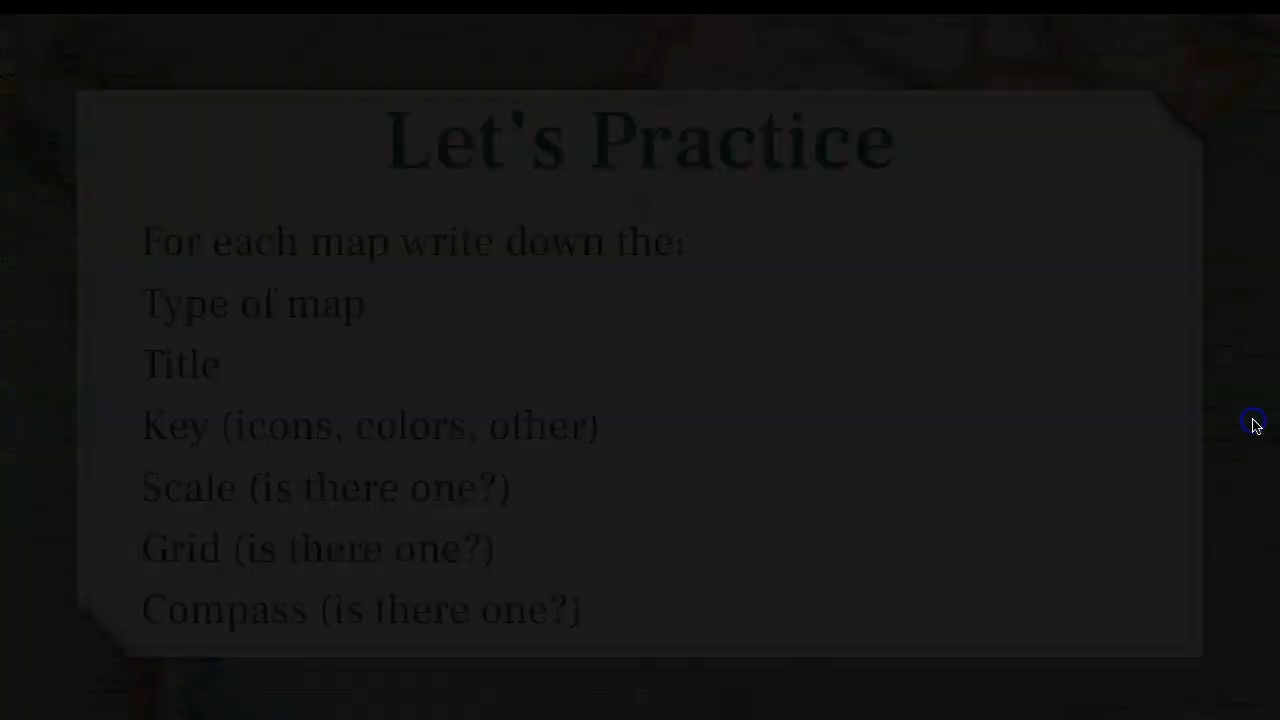 Let's Practice
For each map write down the:
Type of map
Title
Key (icons, colors, other)
Scale (is there one?)
Grid (is there one?)
Compass (is there one?)